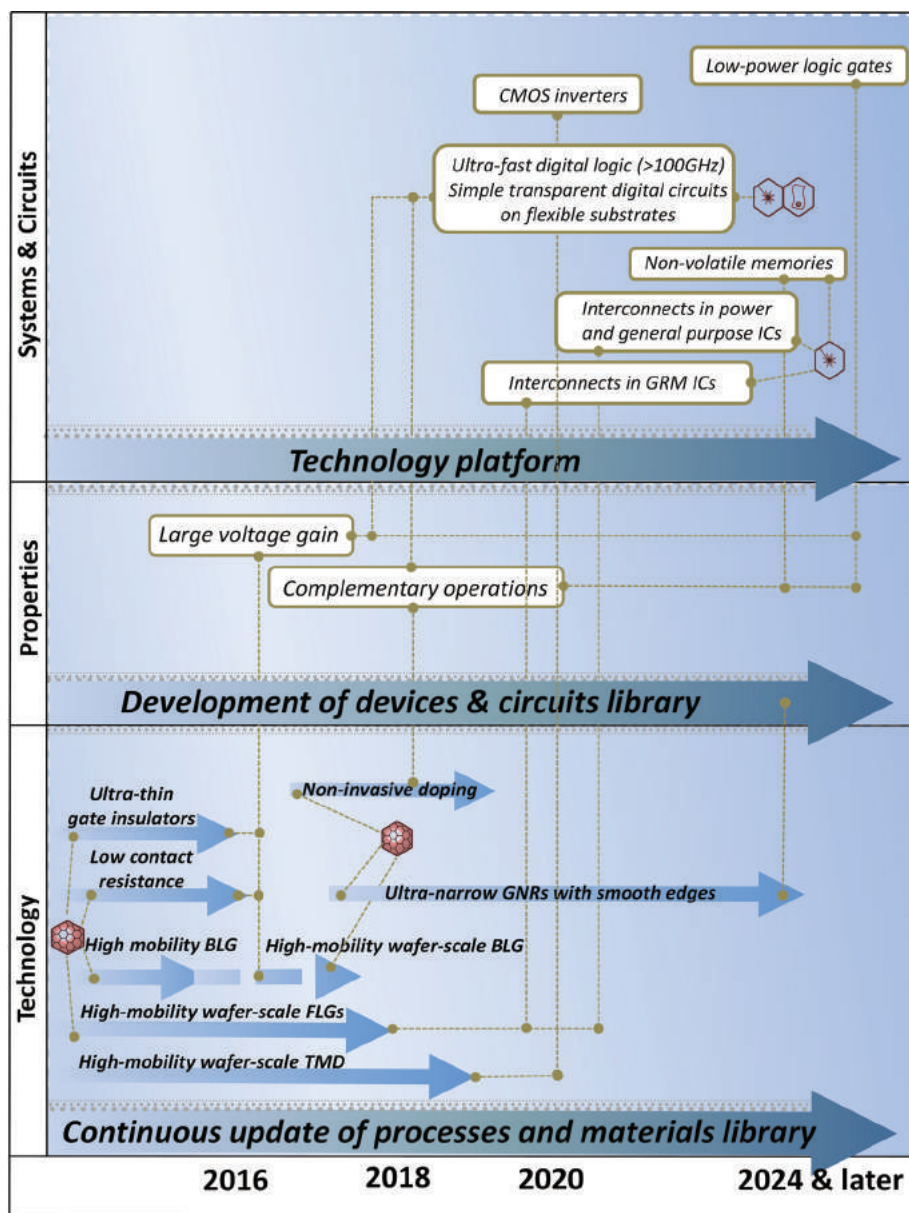 Systems & Circuits
Low-power logic gates
CMOS inverters
Ultra-fast digital logic (>100GHz)
Simple transparent digital circuits
on flexible substrates
Non-volatile memories
Interconnects in power
and general purpose ICs
Interconnects in GRM ICs
Technology platform
Properties
Large voltage gain
Complementary operations
Development of devices & circuits library
Technology
Non-invasive doping
Ultra-thin
gate insulators
Low contact
resistance
Ultra-narrow GNRs with smooth edges
High mobility BLG
High-mobility wafer-scale BLG
High-mobility wafer-scale FLGs
High-mobility wafer-scale TMD
Continuous update of processes and materials library
2016
2018
2020
2024 & later